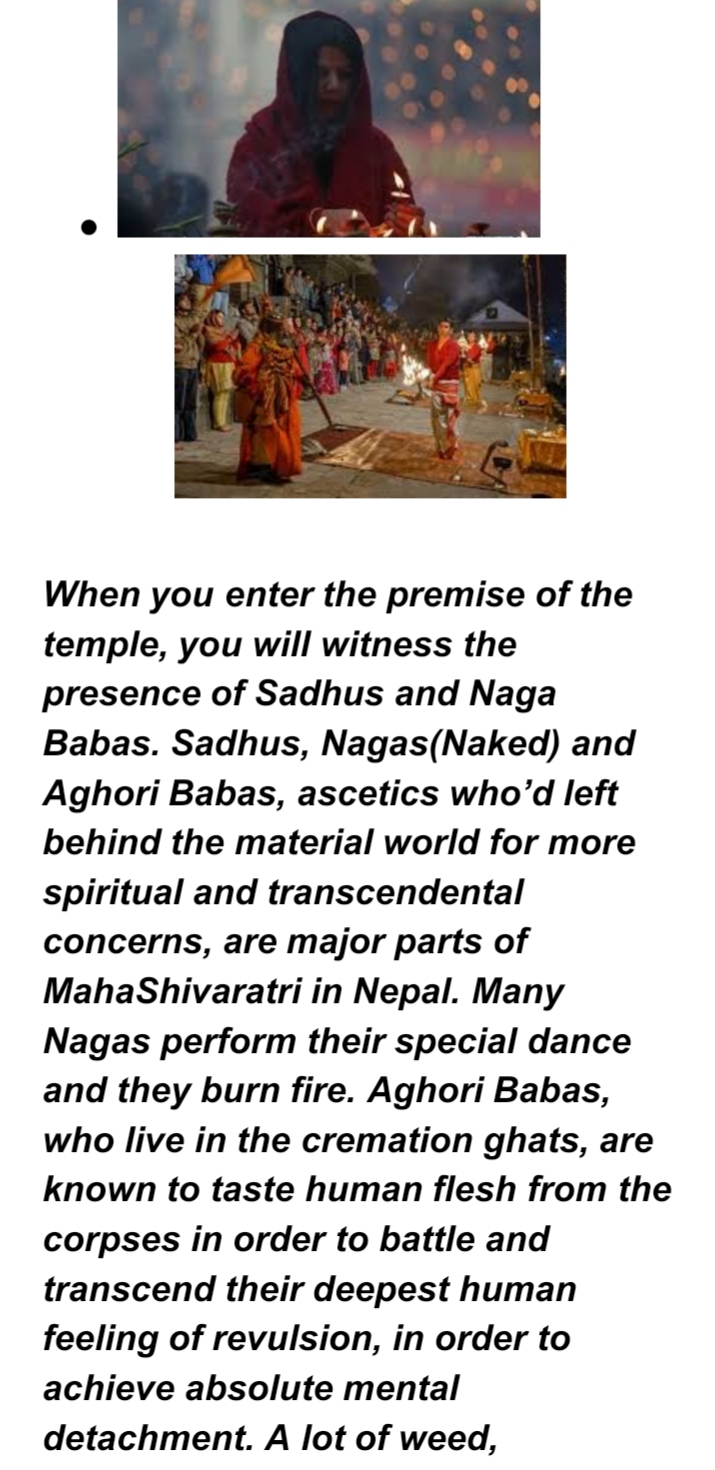 When you enter the premise of the
temple, you will witness the
presence of Sadhus and Naga
Babas. Sadhus, Nagas(Naked) and
Aghori Babas, ascetics who’d left
behind the material world for more
spiritual and transcendental
concerns, are major parts of
MahaShivaratri in Nepal. Many
Nagas perform their special dance
and they burn fire. Aghori Babas,
who live in the cremation ghats, are
known to taste human flesh from the
corpses in order to battle and
transcend their deepest human
feeling of revulsion, in order to
achieve absolute mental
detachment. A lot of weed,